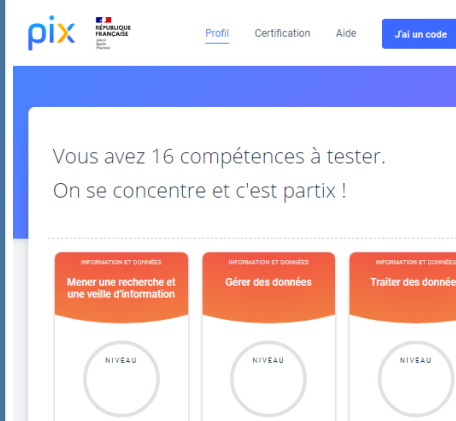 pix
RÉPUBLIQUE
FRANÇAISE
Profil Certification Aide J'ai un code
Vous avez 16 compétences à tester.
On se concentre et c'est partix !
INFORMATION ET DONNÉES INFORMATION ET DONNÉES INFORMATION ET DONNÉES
Mener une recherche et Gérer des données Traiter des donnée
une veille d'information
NIVEAU NIVEAU NIVEAU